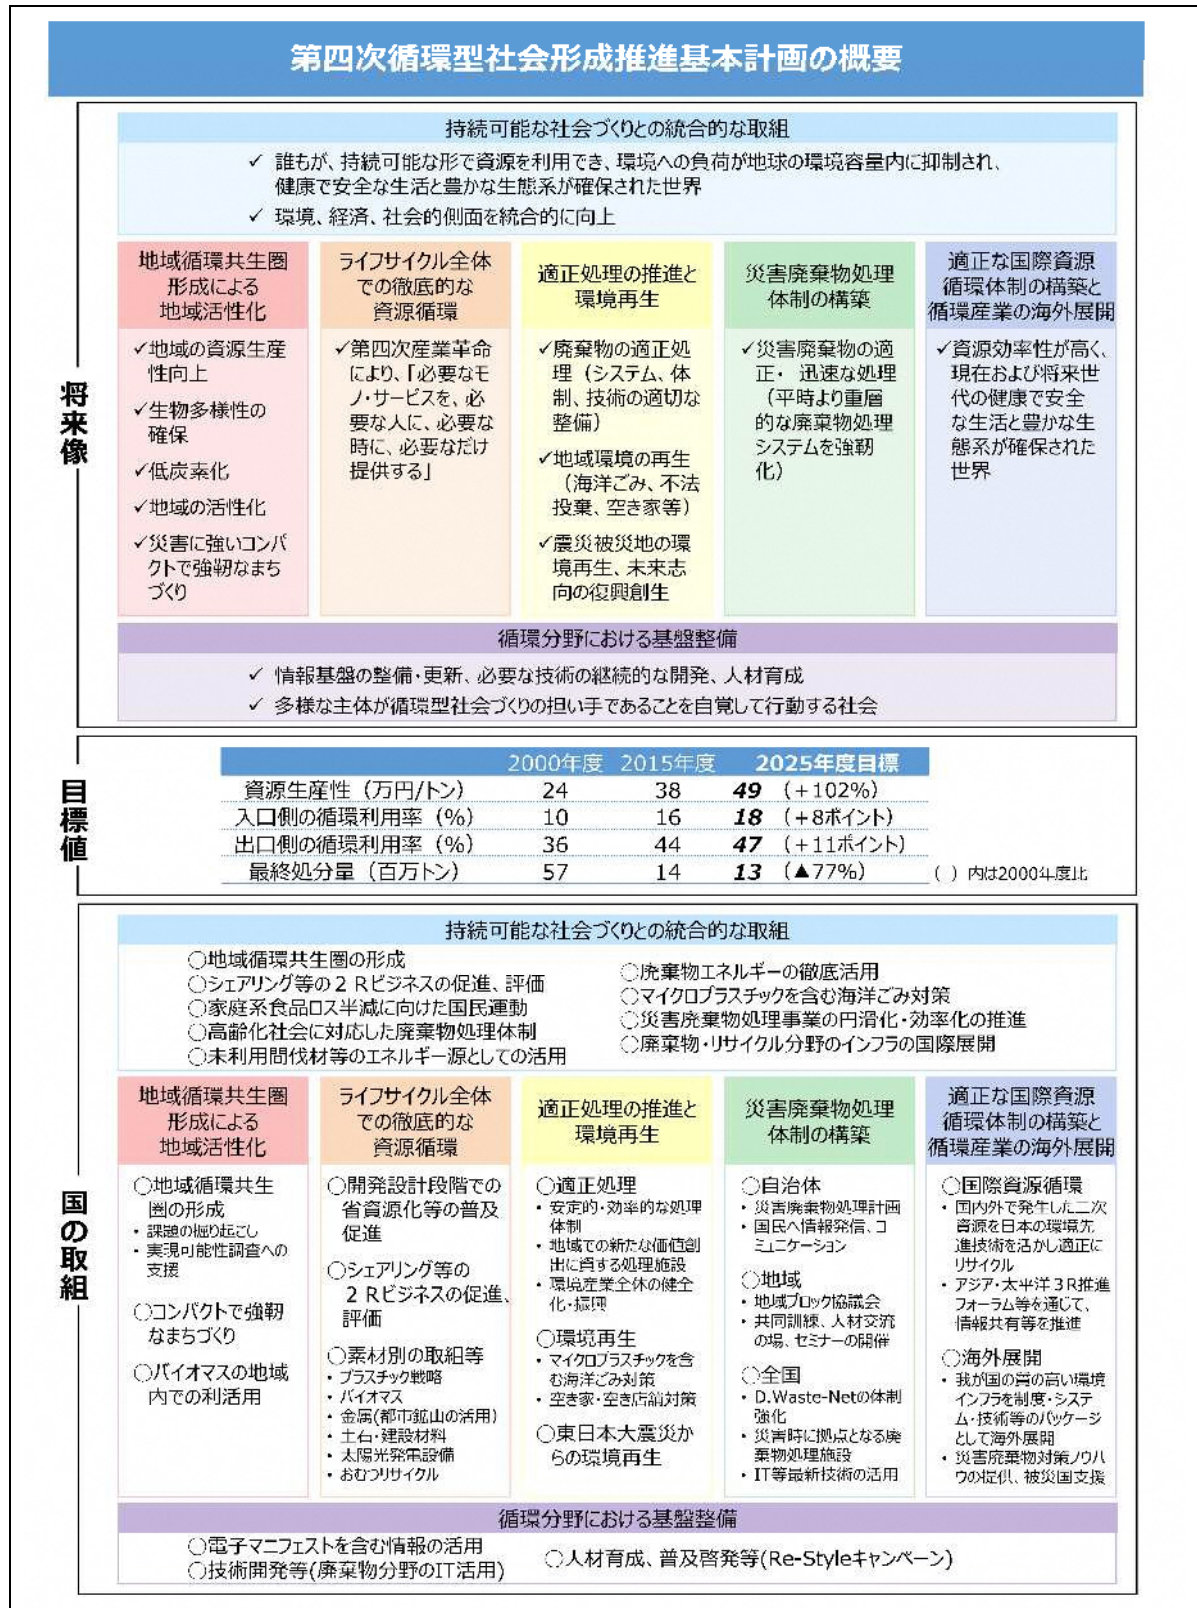 第四次循環型社会形成推進基本計画の概要
将来像
持続可能な社会づくりとの統合的な取組
✓ 誰もが、持続可能な形で資源を利用でき、環境への負荷が地球の環境容量内に抑制され、
健康で安全な生活と豊かな生態系が確保された世界
✓ 環境、経済、社会的側面を統合的に向上
地域循環共生圏
形成による
地域活性化
✓地域の資源生産
性向上
✓生物多様性の
確保
✓低炭素化
✓地域の活性化
✓災害に強いコンパ
クトで強靭なまち
づくり
ライフサイクル全体
での徹底的な
資源循環
✓第四次産業革命
により、「必要なモ
ノ・サービスを、必
要な人に、必要な
時に、必要なだけ
提供する」
適正処理の推進と
環境再生
✓廃棄物の適正処
理（システム、体
制、技術の適切な
整備）
✓地域環境の再生
（海洋ごみ、不法
投棄、空き家等）
✓震災被災地の環
境再生、未来志
向の復興創生
災害廃棄物処理
体制の構築
✓災害廃棄物の適
正・ 迅速な処理
（平時より重層
的な廃棄物処理
システムを強靭
化）
適正な国際資源
循環体制の構築と
循環産業の海外展開
✓資源効率性が高く、
現在および将来世
代の健康で安全
な生活と豊かな生
態系が確保された
世界
循環分野における基盤整備
✓ 情報基盤の整備・更新、必要な技術の継続的な開発、人材育成
✓ 多様な主体が循環型社会づくりの担い手であることを自覚して行動する社会
目標値
2000年度 2015年度 2025年度目標
資源生産性（万円/トン） 24 38 49 （+102%）
入口側の循環利用率（%） 10 16 18 （+8ポイント）
出口側の循環利用率（%） 36 44 47 （+11ポイント）
最終処分量（百万トン） 57 14 13 （▲77%）
（ ）内は2000年度比
国の取組
持続可能な社会づくりとの統合的な取組
○地域循環共生圏の形成
○シェアリング等の２Ｒビジネスの促進、評価
○家庭系食品ロス半減に向けた国民運動
○高齢化社会に対応した廃棄物処理体制
○未利用間伐材等のエネルギー源としての活用
○廃棄物エネルギーの徹底活用
○マイクロプラスチックを含む海洋ごみ対策
○災害廃棄物処理事業の円滑化・効率化の推進
○廃棄物・リサイクル分野のインフラの国際展開
地域循環共生圏
形成による
地域活性化
○地域循環共生
圏の形成
・課題の掘り起こし
・実現可能性調査への
支援
○コンパクトで強靭
なまちづくり
○バイオマスの地域
内での利活用
ライフサイクル全体
での徹底的な
資源循環
○開発設計段階での
省資源化等の普及
促進
○シェアリング等の
２Ｒビジネスの促進、
評価
○素材別の取組等
・プラスチック戦略
・バイオマス
・金属(都市鉱山の活用)
・土石・建設材料
・太陽光発電設備
・おむつリサイクル
適正処理の推進と
環境再生
○適正処理
・安定的・効率的な処理
体制
・地域での新たな価値創
出に資する処理施設
・環境産業全体の健全
化・振興
○環境再生
・マイクロプラスチックを含
む海洋ごみ対策
・空き家・空き店舗対策
○東日本大震災か
らの環境再生
災害廃棄物処理
体制の構築
○自治体
・災害廃棄物処理計画
・国民へ情報発信、コ
ミュニケーション
○地域
・地域ブロック協議会
・共同訓練、人材交流
の場、セミナーの開催
○全国
・D.Waste-Netの体制
強化
・災害時に拠点となる廃
棄物処理施設
・IT等最新技術の活用
適正な国際資源
循環体制の構築と
循環産業の海外展開
○国際資源循環
・国内外で発生した二次
資源を日本の環境先
進技術を活かし適正に
リサイクル
・アジア・太平洋３R推進
フォーラム等を通じて、
情報共有等を推進
○海外展開
・我が国の質の高い環境
インフラを制度・システ
ム・技術等のパッケージ
として海外展開
・災害廃棄物対策ノウハ
ウの提供、被災国支援
循環分野における基盤整備
○電子マニフェストを含む情報の活用
○技術開発等(廃棄物分野のIT活用)
○人材育成、普及啓発等(Re-Styleキャンペーン)